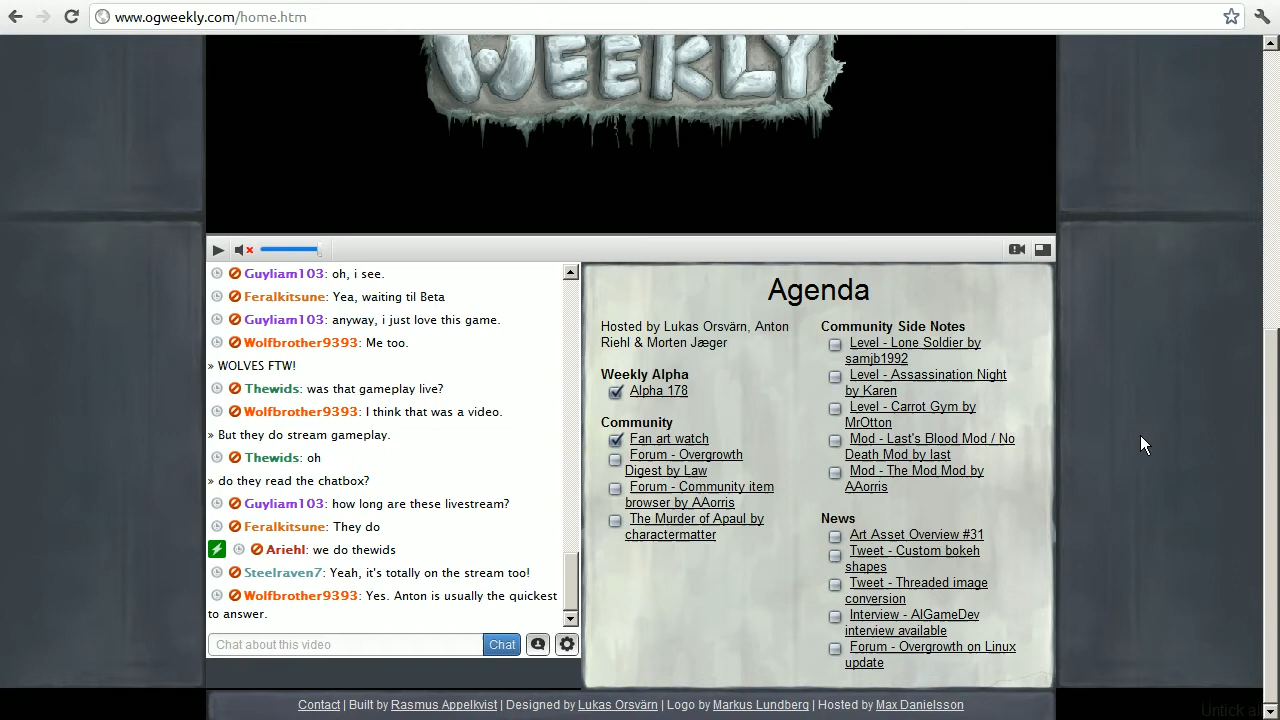 www.ogweekly.com/home.htm
WEEKLY
Guyliam103: oh, i see.
Feralkitsune: Yea, waiting til Beta
Guyliam103: anyway, i just love this game.
Wolfbrother9393: Me too.
» WOLVES FTW!
Thewids: was that gameplay live?
Wolfbrother9393: I think that was a video.
» But they do stream gameplay.
Thewids: oh
» do they read the chatbox?
Guyliam103: how long are these livestream?
Feralkitsune: They do
Ariehl: we do thewids
Steelraven7: Yeah, it's totally on the stream too!
Wolfbrother9393: Yes. Anton is usually the quickest
to answer.
Chat about this video
Chat
Agenda
Hosted by Lukas Orsvärn, Anton
Riehl & Morten Jæger
Weekly Alpha
Alpha 178
Community
Fan art watch
Forum - Overgrowth
Digest by Law
Forum - Community item
browser by AAorris
The Murder of Apaul by
charactermatter
Community Side Notes
Level - Lone Soldier by
samjb1992
Level - Assassination Night
by Karen
Level - Carrot Gym by
MrOtton
Mod - Last's Blood Mod / No
Death Mod by last
Mod - The Mod Mod by
AAorris
News
Art Asset Overview #31
Tweet - Custom bokeh
shapes
Tweet - Threaded image
conversion
Interview - AIGameDev
interview available
Forum - Overgrowth on Linux
update
Contact | Built by Rasmus Appelkvist | Designed by Lukas Orsvärn | Logo by Markus Lundberg | Hosted by Max Danielsson
Untick al